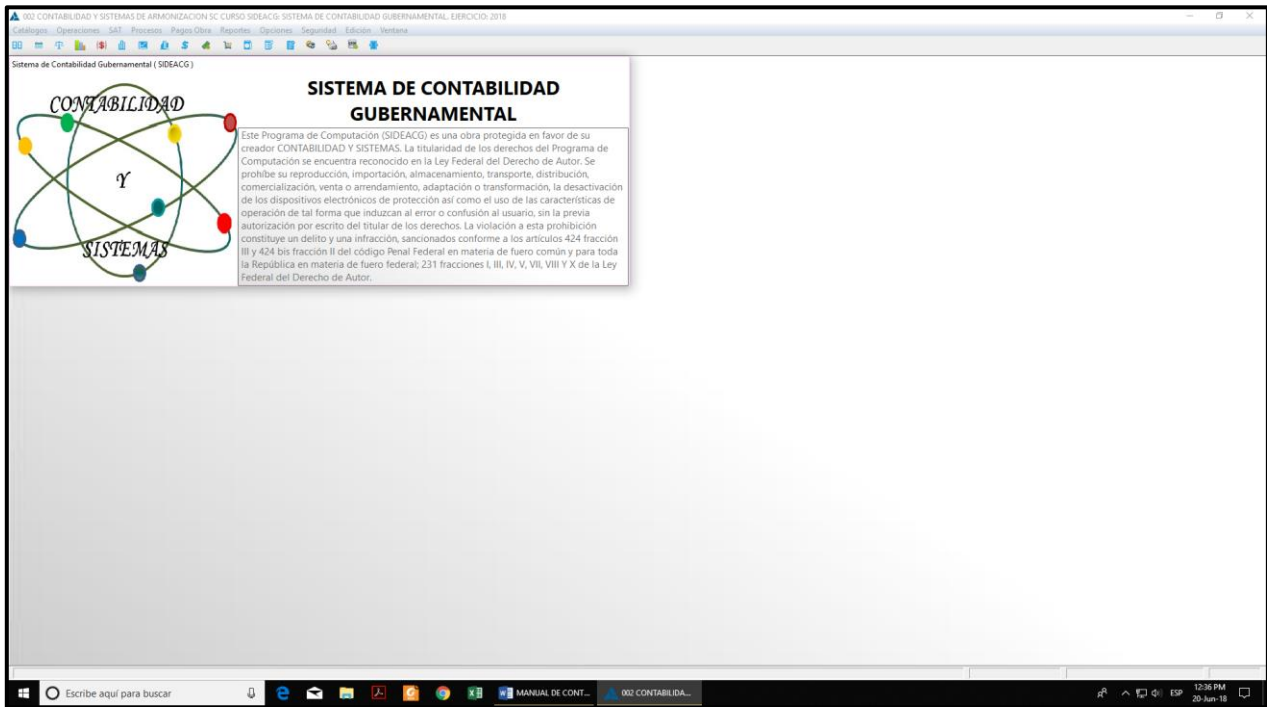 002 CONTABILIDAD Y SISTEMAS DE ARMONIZACION SC CURSO SIDEACG: SISTEMA DE CONTABILIDAD GUBERNAMENTAL. EJERCICIO: 2018
Catálogos Operaciones SAT Procesos Pagos Obra Reportes Opciones Seguridad Edición Ventana
Sistema de Contabilidad Gubernamental ( SIDEACG )
CONTABILIDAD
Y
SISTEMAS
SISTEMA DE CONTABILIDAD
GUBERNAMENTAL
Este Programa de Computación (SIDEACG) es una obra protegida en favor de su
creador CONTABILIDAD Y SISTEMAS. La titularidad de los derechos del Programa de
Computación se encuentra reconocido en la Ley Federal del Derecho de Autor. Se
prohíbe su reproducción, importación, almacenamiento, transporte, distribución,
comercialización, venta o arrendamiento, adaptación o transformación, la desactivación
de los dispositivos electrónicos de protección así como el uso de las características de
operación de tal forma que induzcan al error o confusión al usuario, sin la previa
autorización por escrito del titular de los derechos. La violación a esta prohibición
constituye un delito y una infracción, sancionados conforme a los artículos 424 fracción
III y 424 bis fracción II del código Penal Federal en materia de fuero común y para toda
la República en materia de fuero federal; 231 fracciones I, III, IV, V, VII, VIII Y X de la Ley
Federal del Derecho de Autor.
Escribe aquí para buscar
MANUAL DE CONT...
002 CONTABILIDA...
ESP
12:36 PM
20-Jun-18